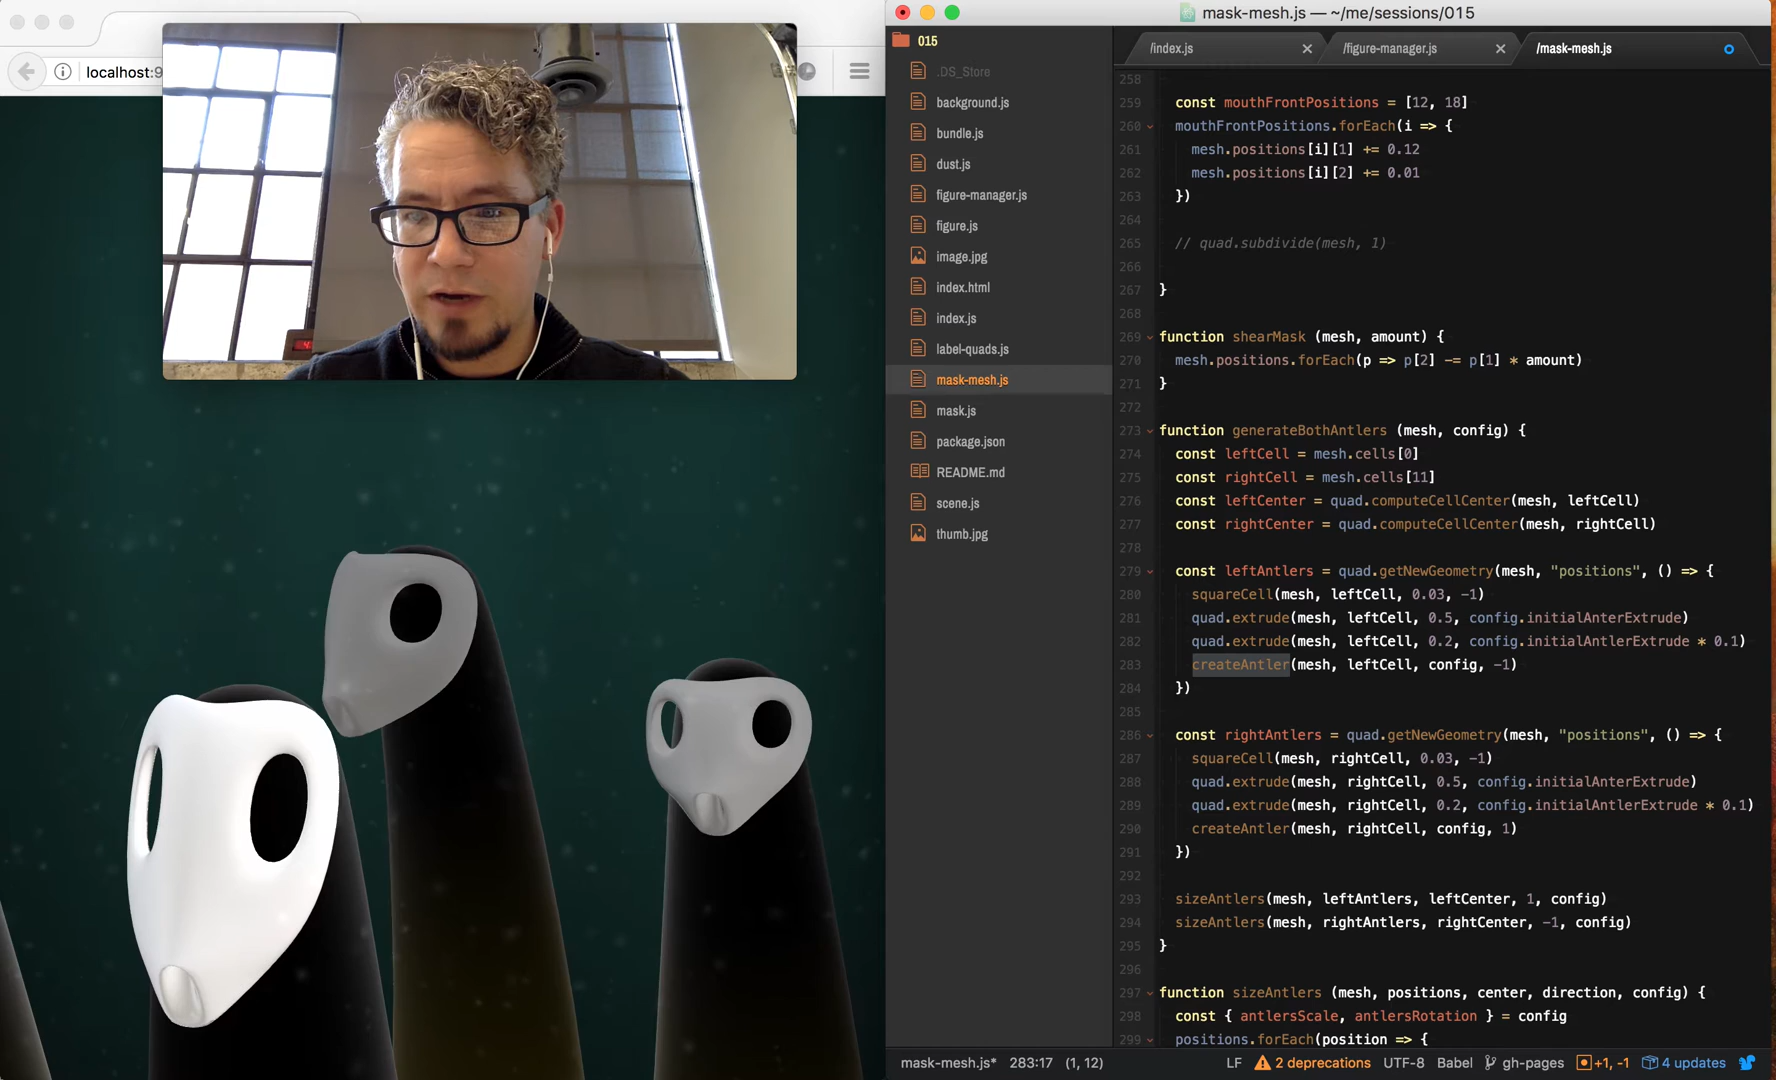 localhost:9
mask-mesh.js — ~/me/sessions/015
015
/index.js
/figure-manager.js
/mask-mesh.js
.DS_Store
background.js
bundle.js
dust.js
figure-manager.js
figure.js
image.jpg
index.html
index.js
label-quads.js
mask-mesh.js
mask.js
package.json
README.md
scene.js
thumb.jpg
258
259 const mouthFrontPositions = [12, 18]
260 mouthFrontPositions.forEach(i => {
261 mesh.positions[i][1] += 0.12
262 mesh.positions[i][2] += 0.01
263 })
264
265 // quad.subdivide(mesh, 1)
266
267 }
268
269 function shearMask (mesh, amount) {
270 mesh.positions.forEach(p => p[2] -= p[1] * amount)
271 }
272
273 function generateBothAntlers (mesh, config) {
274 const leftCell = mesh.cells[0]
275 const rightCell = mesh.cells[11]
276 const leftCenter = quad.computeCellCenter(mesh, leftCell)
277 const rightCenter = quad.computeCellCenter(mesh, rightCell)
278
279 const leftAntlers = quad.getNewGeometry(mesh, "positions", () => {
280 squareCell(mesh, leftCell, 0.03, -1)
281 quad.extrude(mesh, leftCell, 0.5, config.initialAnterExtrude)
282 quad.extrude(mesh, leftCell, 0.2, config.initialAntlerExtrude * 0.1)
283 createAntler(mesh, leftCell, config, -1)
284 })
285
286 const rightAntlers = quad.getNewGeometry(mesh, "positions", () => {
287 squareCell(mesh, rightCell, 0.03, -1)
288 quad.extrude(mesh, rightCell, 0.5, config.initialAnterExtrude)
289 quad.extrude(mesh, rightCell, 0.2, config.initialAntlerExtrude * 0.1)
290 createAntler(mesh, rightCell, config, 1)
291 })
292
293 sizeAntlers(mesh, leftAntlers, leftCenter, 1, config)
294 sizeAntlers(mesh, rightAntlers, rightCenter, -1, config)
295 }
296
297 function sizeAntlers (mesh, positions, center, direction, config) {
298 const { antlersScale, antlersRotation } = config
299 positions.forEach(position => {
mask-mesh.js* 283:17 (1, 12)
LF 2 deprecations UTF-8 Babel gh-pages +1, -1 4 updates